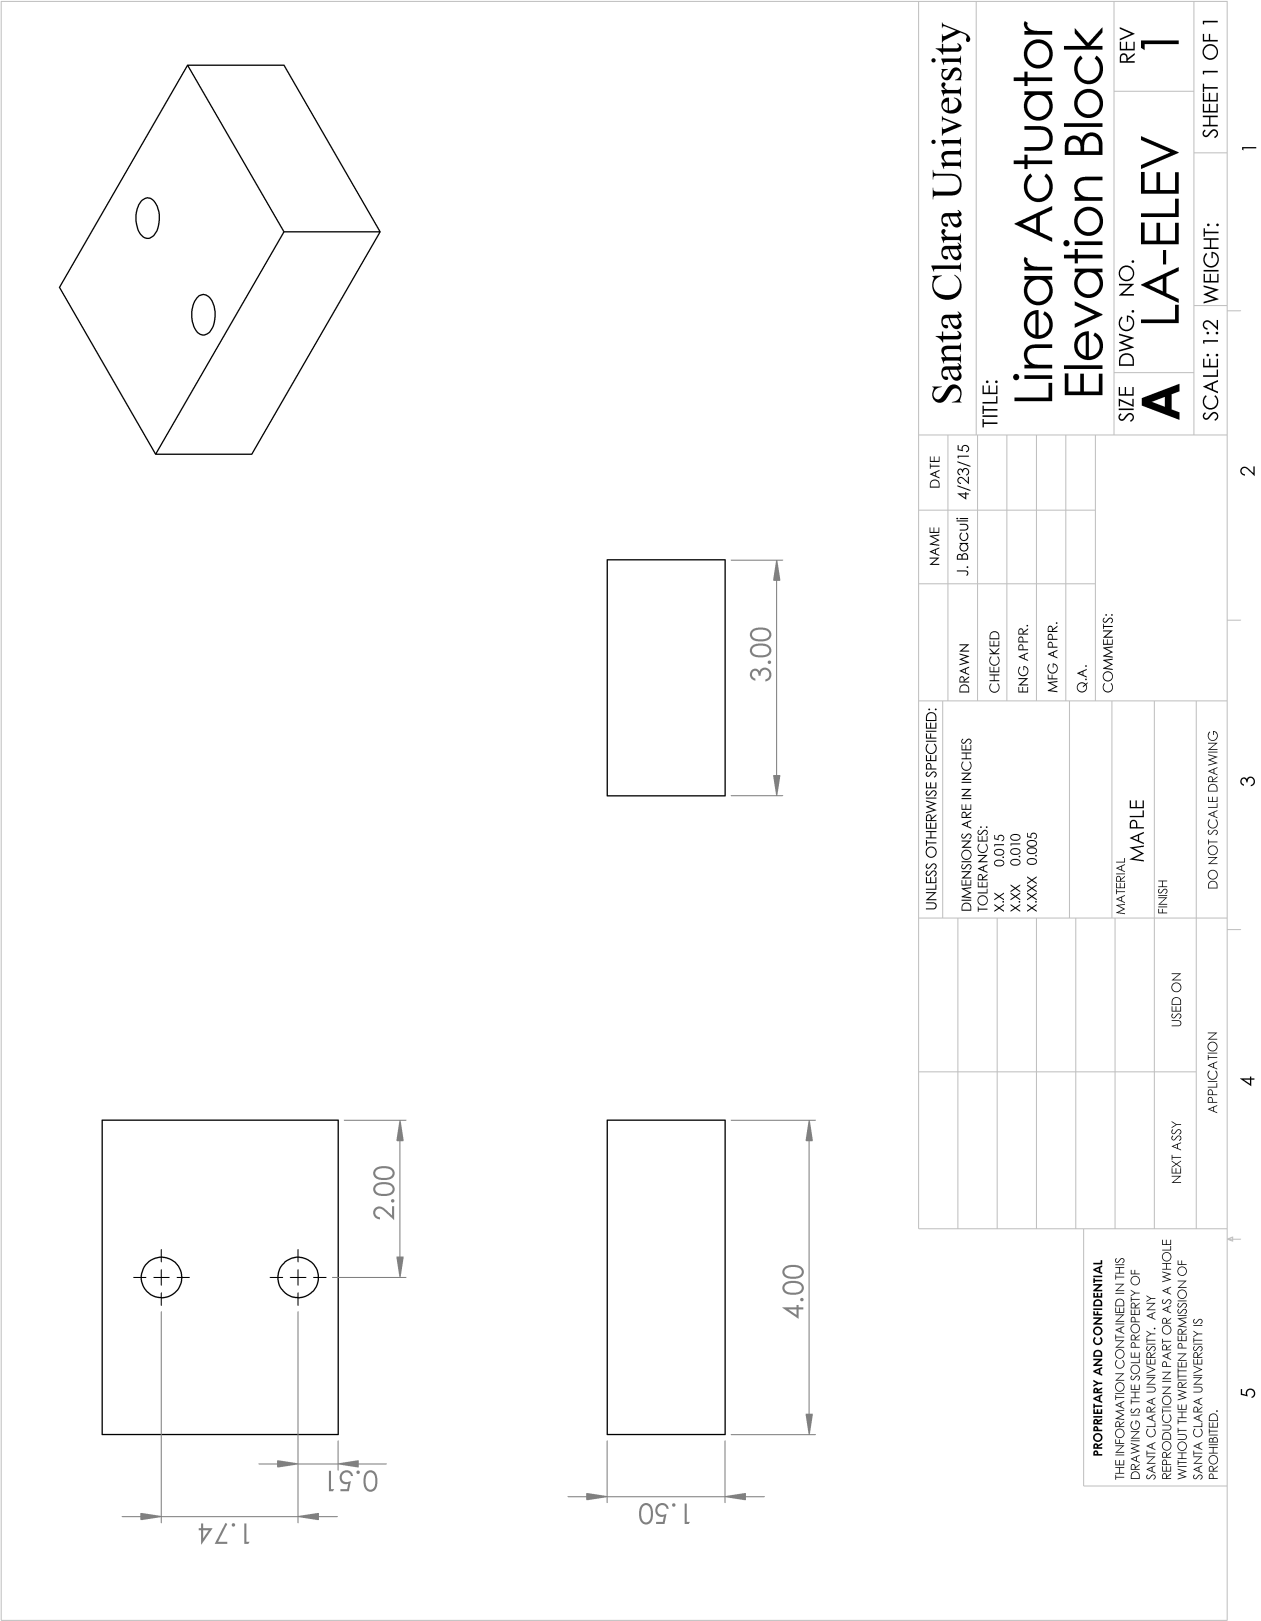 1.74
0.51
2.00
1.50
4.00
3.00
PROPRIETARY AND CONFIDENTIAL
THE INFORMATION CONTAINED IN THIS
DRAWING IS THE SOLE PROPERTY OF
SANTA CLARA UNIVERSITY. ANY
REPRODUCTION IN PART OR AS A WHOLE
WITHOUT THE WRITTEN PERMISSION OF
SANTA CLARA UNIVERSITY IS
PROHIBITED.
NEXT ASSY
USED ON
APPLICATION
UNLESS OTHERWISE SPECIFIED:
DIMENSIONS ARE IN INCHES
TOLERANCES:
X.X 0.015
X.XX 0.010
X.XXX 0.005
MATERIAL
MAPLE
FINISH
DO NOT SCALE DRAWING
NAME
DATE
DRAWN
J. Baculi
4/23/15
CHECKED
ENG APPR.
MFG APPR.
Q.A.
COMMENTS:
Santa Clara University
TITLE:
Linear Actuator
Elevation Block
SIZE
A
DWG. NO.
LA-ELEV
REV
1
SCALE: 1:2
WEIGHT:
SHEET 1 OF 1
5
4
3
2
1